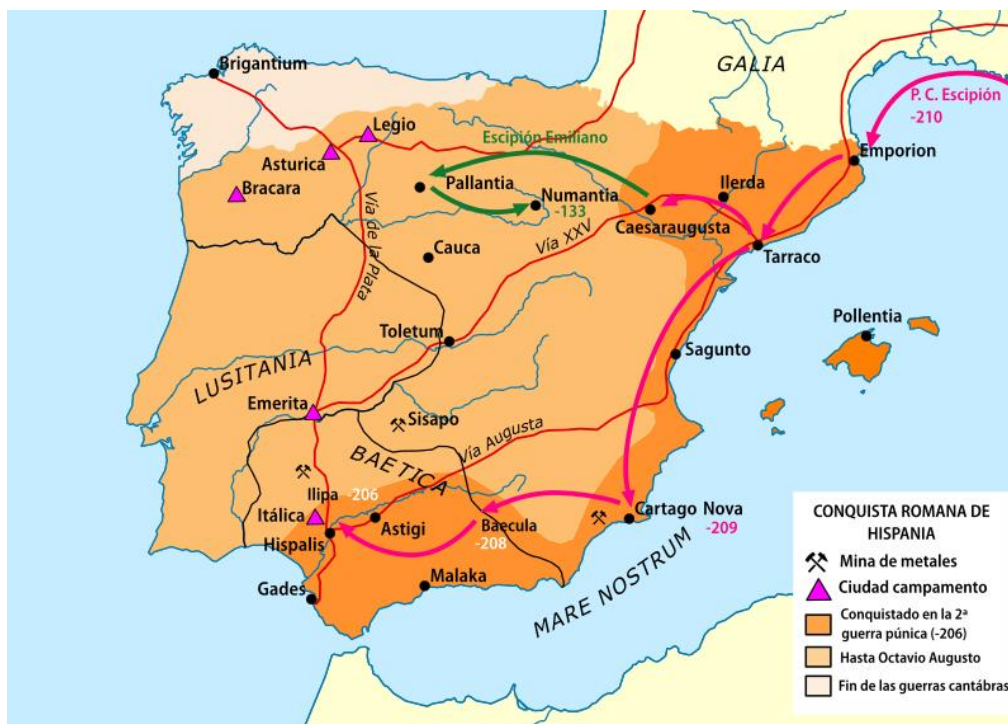 GALIA
Brigantium
P. C. Escipión
-210
Legio
Escipión Emiliano
Asturica
Emporion
Bracara
Pallantia
Ilerda
Numantia
-133
Caesaraugusta
Vía de la Plata
Cauca
Vía XXV
Tarraco
Pollentia
Toletum
Sagunto
LUSITANIA
Emerita
Sisapo
Vía Augusta
BAETICA
Ilipa -206
Itálica
Astigi
Baecula
-208
Cartago Nova
-209
Hispalis
Gades
Malaka
MARE NOSTRUM
CONQUISTA ROMANA DE
HISPANIA
Mina de metales
Ciudad campamento
Conquistado en la 2ª
guerra púnica (-206)
Hasta Octavio Augusto
Fin de las guerras cantábras